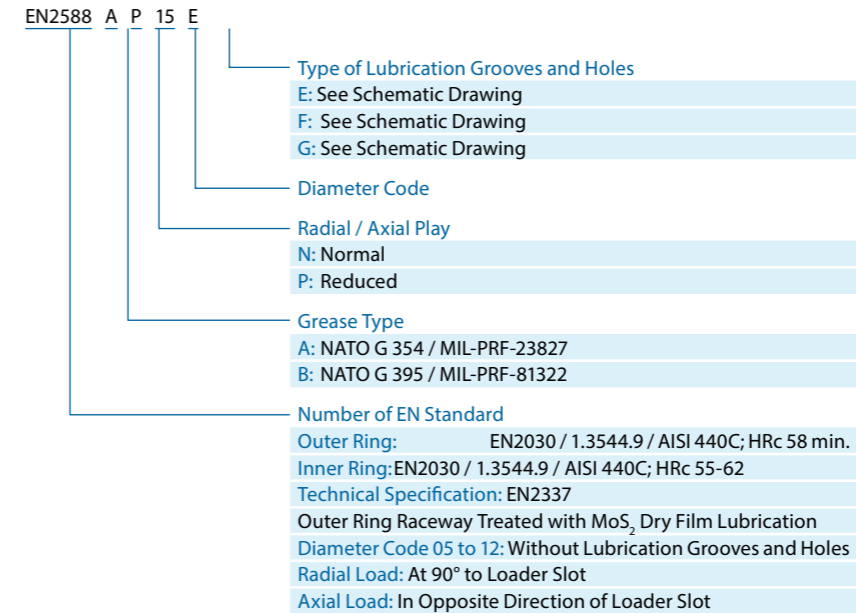 EN2588 A P 15 E
Type of Lubrication Grooves and Holes
E: See Schematic Drawing
F: See Schematic Drawing
G: See Schematic Drawing
Diameter Code
Radial / Axial Play
N: Normal
P: Reduced
Grease Type
A: NATO G 354 / MIL-PRF-23827
B: NATO G 395 / MIL-PRF-81322
Number of EN Standard
Outer Ring: EN2030 / 1.3544.9 / AISI 440C; HRc 58 min.
Inner Ring: EN2030 / 1.3544.9 / AISI 440C; HRc 55-62
Technical Specification: EN2337
Outer Ring Raceway Treated with MoS₂ Dry Film Lubrication
Diameter Code 05 to 12: Without Lubrication Grooves and Holes
Radial Load: At 90° to Loader Slot
Axial Load: In Opposite Direction of Loader Slot